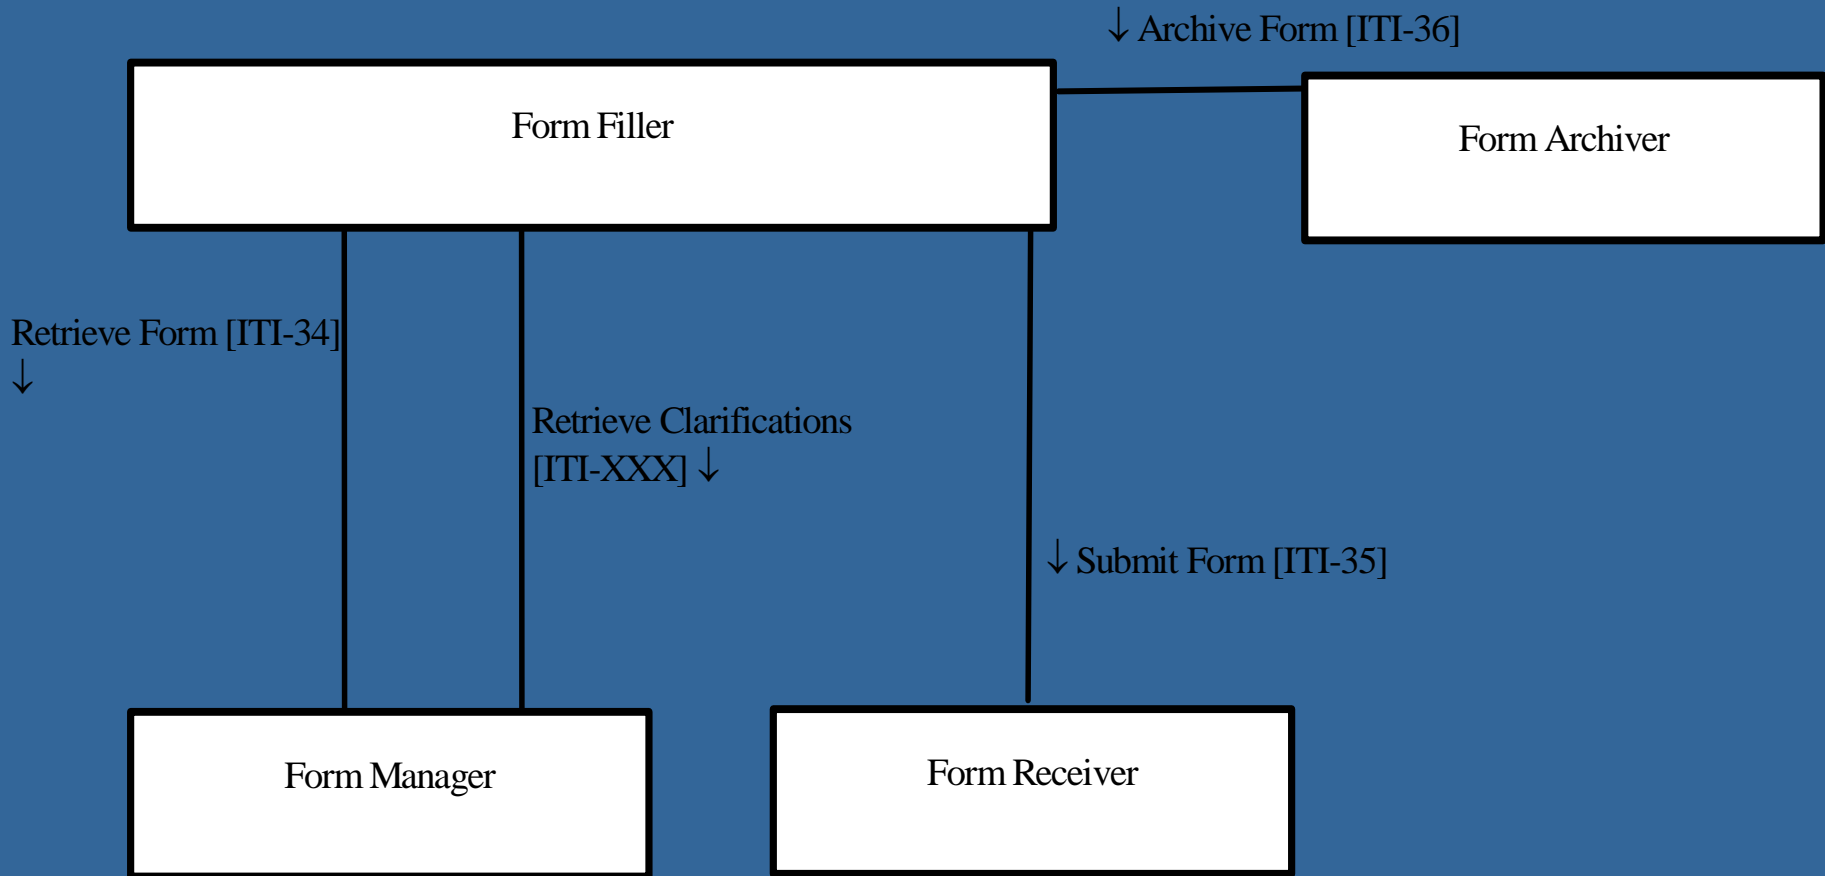 ↓ Archive Form [ITI-36]
Form Filler
Form Archiver
Retrieve Form [ITI-34]
↓
Retrieve Clarifications
[ITI-XXX] ↓
↓ Submit Form [ITI-35]
Form Manager
Form Receiver